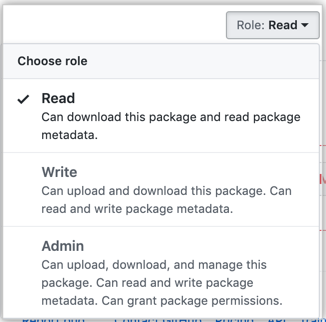 Role: Read
Choose role
Read
Can download this package and read package
metadata.
Write
Can upload and download this package. Can
read and write package metadata.
Admin
Can upload, download, and manage this
package. Can read and write package
metadata. Can grant package permissions.